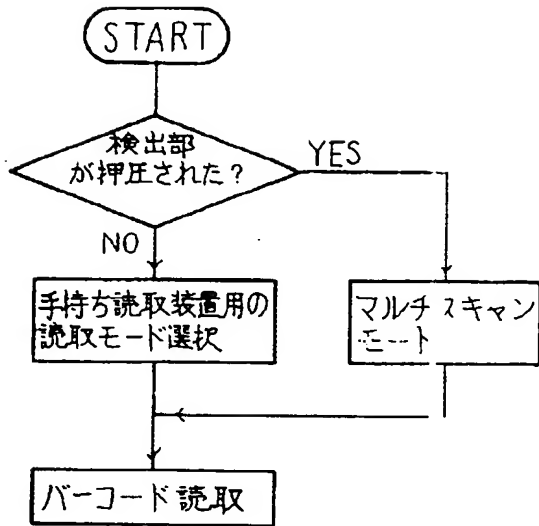 START
検出部
が押圧された?
YES
NO
手持ち読取装置用の
読取モード選択
マルチスキャン
モード
バーコード読取